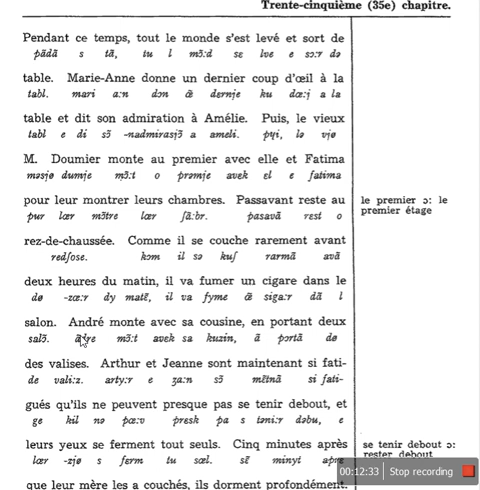 Trente-cinquième (35e) chapitre.
Pendant ce temps, tout le monde s'est levé et sort de
pãdã s tã, tu l mɔ̃:d sɛ lve e sɔ:r də
table. Marie-Anne donne un dernier coup d'œil à la
tabl. mari a:n dɔn œ̃ dɛrnje ku dœ:j a la
table et dit son admiration à Amélie. Puis, le vieux
tabl e di sɔ̃ -nadmirasjɔ̃ a ameli. pɥi, lə vjø
M. Doumier monte au premier avec elle et Fatima
məsjø dumje mɔ̃:t o prəmje avɛk ɛl e fatima
pour leur montrer leurs chambres. Passavant reste au
pur lœr mɔ̃tre lœr ʃã:br. pasavã rɛst o
le premier ɔ: le
premier étage
rez-de-chaussée. Comme il se couche rarement avant
redʃose. kɔm il sə kuʃ rarmã avã
deux heures du matin, il va fumer un cigare dans le
dø -zœ:r dy matɛ̃, il va fyme œ̃ siga:r dã l
salon. André monte avec sa cousine, en portant deux
salɔ̃. ãdre mɔ̃:t avɛk sa kuzin, ã pɔrtã dø
des valises. Arthur et Jeanne sont maintenant si fati-
de vali:z. arty:r e ʒa:n sɔ̃ mɛ̃tnã si fati-
gués qu'ils ne peuvent presque pas se tenir debout, et
ge kil nə pœ:v prɛsk pa s təni:r dəbu, e
leurs yeux se ferment tout seuls. Cinq minutes après
lœr -zjø s fɛrm tu sœl. sɛ̃ minyt aprɛ
se tenir debout ɔ:
rester debout
que leur mère les a couchés, ils dorment profondément.
00:12:33 Stop recording